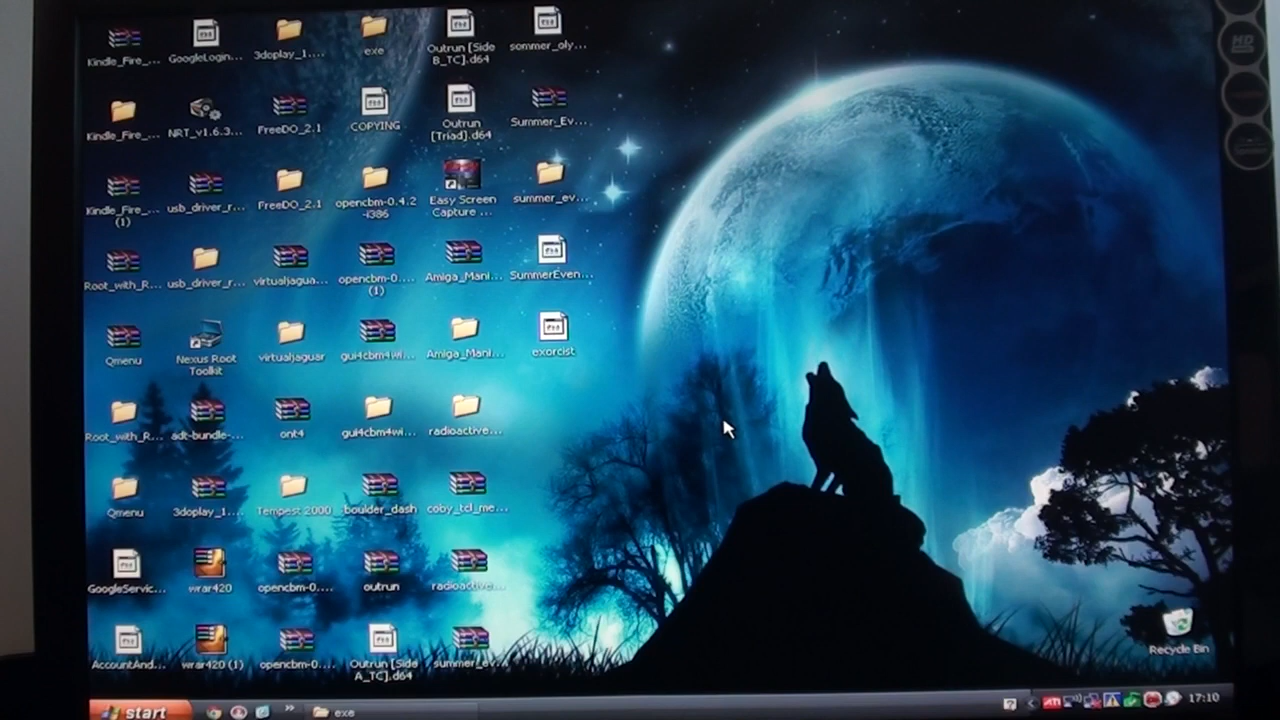 Kindle_Fire_...
GoogleLogin...
3doplay_1....
exe
Outrun [Side
B_TC].d64
sommer_oly...
Kindle_Fire_...
NRT_v1.6.3...
FreeDO_2.1
COPYING
Outrun
[Triad].d64
Summer-Ev...
Kindle_Fire_...
(1)
usb_driver_r...
FreeDO_2.1
opencbm-0.4.2
-i386
Easy Screen
Capture ...
summer_ev...
Root_with_R...
usb_driver_r...
virtualjagua...
opencbm-0....
(1)
Amiga_Mani...
SummerEven...
Qmenu
Nexus Root
Toolkit
virtualjaguar
gui4cbm4wi...
Amiga_Mani...
exorcist
Root_with_R...
adt-bundle-...
ont4
gui4cbm4wi...
radioactive...
Qmenu
3doplay_1....
Tempest 2000
boulder_dash
coby_tcl_me...
GoogleServic...
wrar420
opencbm-0....
outrun
radioactive...
AccountAnd...
wrar420 (1)
opencbm-0....
Outrun [Side
A_TC].d64
summer_ev...
Recycle Bin
start
exe
ATI
17:10
HD